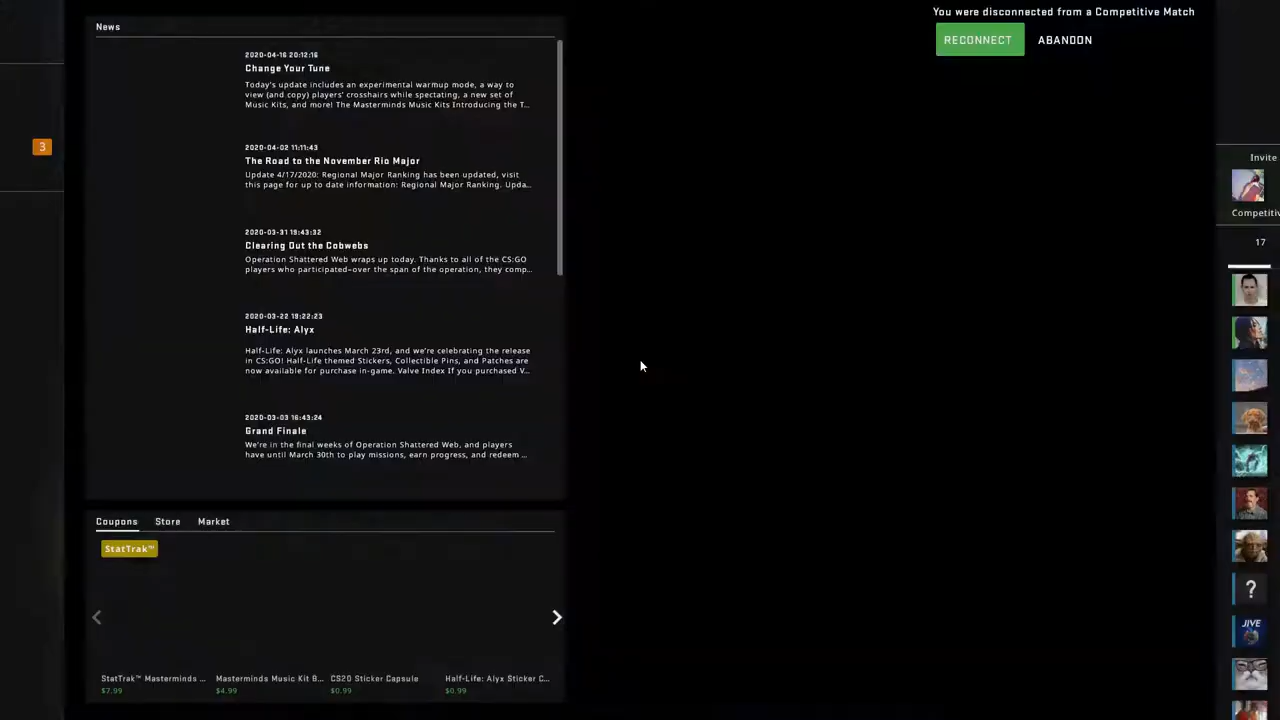 You were disconnected from a Competitive Match
RECONNECT
ABANDON
News
2020-04-16 20:12:16
Change Your Tune
Today's update includes an experimental warmup mode, a way to
view (and copy) players' crosshairs while spectating, a new set of
Music Kits, and more! The Masterminds Music Kits Introducing the T...
2020-04-02 11:11:43
The Road to the November Rio Major
Update 4/17/2020: Regional Major Ranking has been updated, visit
this page for up to date information: Regional Major Ranking. Upda...
2020-03-31 19:43:32
Clearing Out the Cobwebs
Operation Shattered Web wraps up today. Thanks to all of the CS:GO
players who participated–over the span of the operation, they comp...
2020-03-22 19:22:23
Half-Life: Alyx
Half-Life: Alyx launches March 23rd, and we're celebrating the release
in CS:GO! Half-Life themed Stickers, Collectible Pins, and Patches are
now available for purchase in-game. Valve Index If you purchased V...
2020-03-03 16:43:24
Grand Finale
We're in the final weeks of Operation Shattered Web, and players
have until March 30th to play missions, earn progress, and redeem ...
3
Invite
Competitiv
17
?
JIVE
Coupons Store Market
StatTrak™
StatTrak™ Masterminds ... Masterminds Music Kit B... CS20 Sticker Capsule Half-Life: Alyx Sticker C...
$7.99 $4.99 $0.99 $0.99